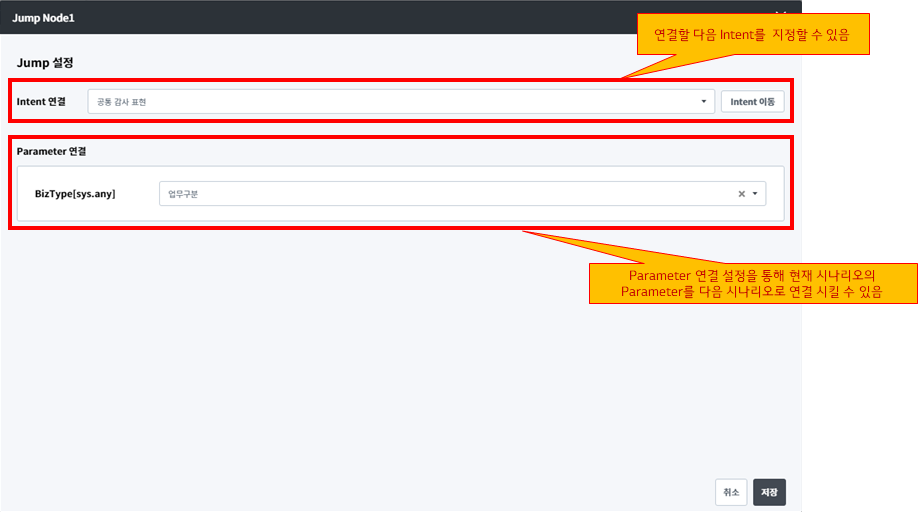 Jump Node1
연결할 다음 Intent를 지정할 수 있음
Jump 설정
Intent 연결
공통 감사 표현
Intent 이동
Parameter 연결
BizType[sys.any]
업무구분
Parameter 연결 설정을 통해 현재 시나리오의
Parameter를 다음 시나리오로 연결 시킬 수 있음
취소
저장